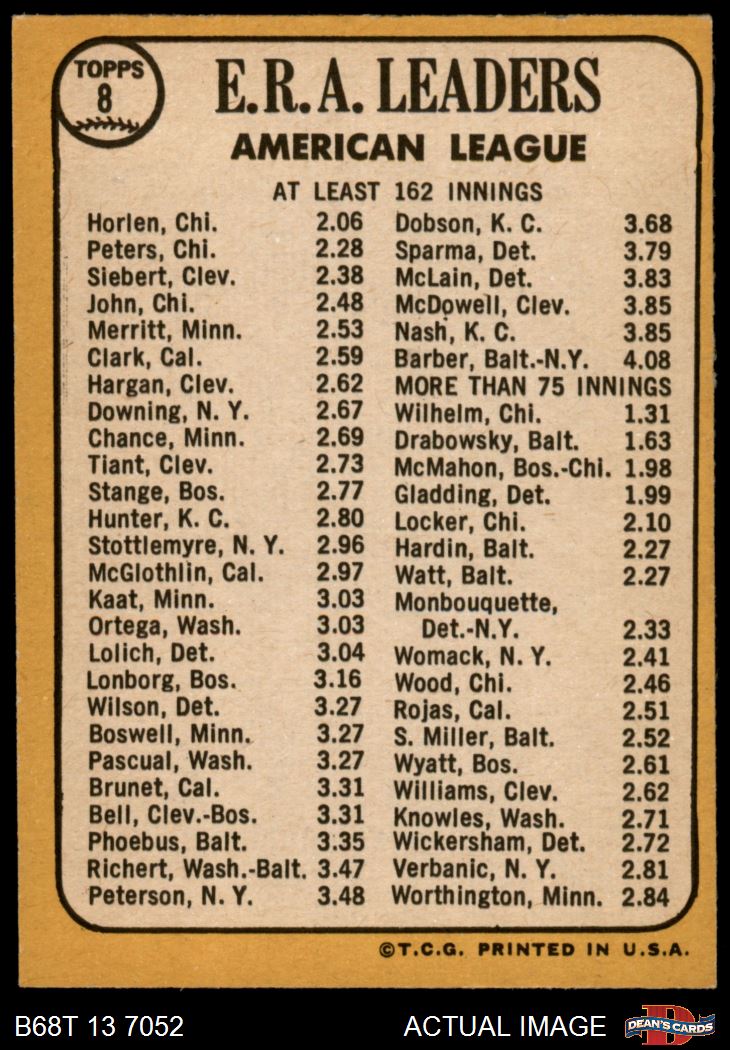 TOPPS
8
E.R.A. LEADERS
AMERICAN LEAGUE
AT LEAST 162 INNINGS
Horlen, Chi. 2.06
Peters, Chi. 2.28
Siebert, Clev. 2.38
John, Chi. 2.48
Merritt, Minn. 2.53
Clark, Cal. 2.59
Hargan, Clev. 2.62
Downing, N. Y. 2.67
Chance, Minn. 2.69
Tiant, Clev. 2.73
Stange, Bos. 2.77
Hunter, K. C. 2.80
Stottlemyre, N. Y. 2.96
McGlothlin, Cal. 2.97
Kaat, Minn. 3.03
Ortega, Wash. 3.03
Lolich, Det. 3.04
Lonborg, Bos. 3.16
Wilson, Det. 3.27
Boswell, Minn. 3.27
Pascual, Wash. 3.27
Brunet, Cal. 3.31
Bell, Clev.-Bos. 3.31
Phoebus, Balt. 3.35
Richert, Wash.-Balt. 3.47
Peterson, N. Y. 3.48
Dobson, K. C. 3.68
Sparma, Det. 3.79
McLain, Det. 3.83
McDowell, Clev. 3.85
Nash, K. C. 3.85
Barber, Balt.-N.Y. 4.08
MORE THAN 75 INNINGS
Wilhelm, Chi. 1.31
Drabowsky, Balt. 1.63
McMahon, Bos.-Chi. 1.98
Gladding, Det. 1.99
Locker, Chi. 2.10
Hardin, Balt. 2.27
Watt, Balt. 2.27
Monbouquette,
Det.-N.Y. 2.33
Womack, N. Y. 2.41
Wood, Chi. 2.46
Rojas, Cal. 2.51
S. Miller, Balt. 2.52
Wyatt, Bos. 2.61
Williams, Clev. 2.62
Knowles, Wash. 2.71
Wickersham, Det. 2.72
Verbanic, N. Y. 2.81
Worthington, Minn. 2.84
©T.C.G. PRINTED IN U.S.A.
B68T 13 7052 ACTUAL IMAGE
D
DEAN'S CARDS